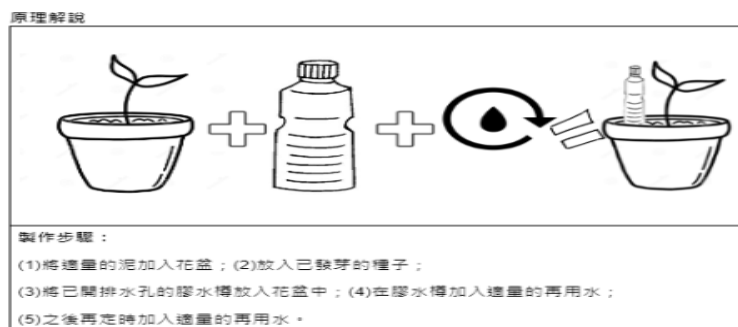 原理解說
製作步驟：
(1)將適量的泥加入花盆；(2)放入已發芽的種子；
(3)將已開排水孔的膠水樽放入花盆中；(4)在膠水樽加入適量的再用水；
(5)之後再定時加入適量的再用水。